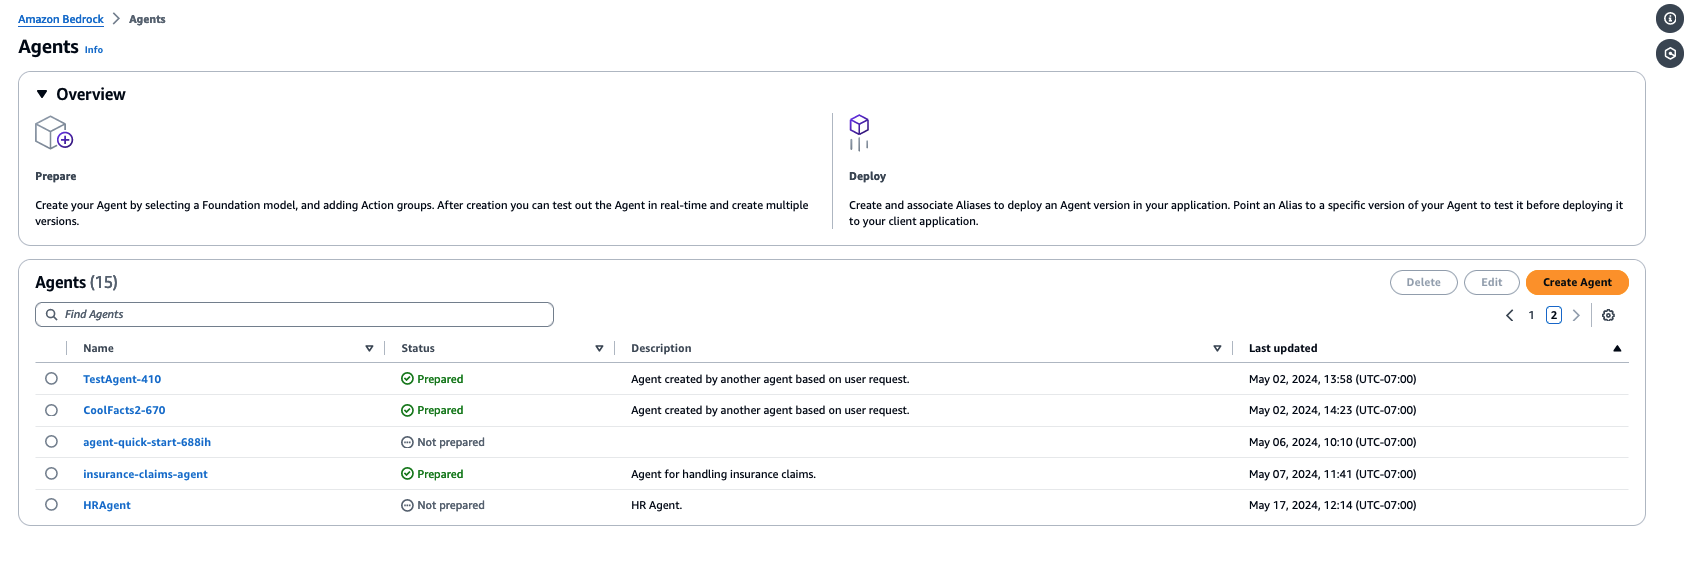 Amazon Bedrock > Agents
Agents Info
Overview
Prepare
Create your Agent by selecting a Foundation model, and adding Action groups. After creation you can test out the Agent in real-time and create multiple
versions.
Deploy
Create and associate Aliases to deploy an Agent version in your application. Point an Alias to a specific version of your Agent to test it before deploying it
to your client application.
Agents (15)
Delete Edit Create Agent
Find Agents
1 2
Name Status Description Last updated
TestAgent-410 Prepared Agent created by another agent based on user request. May 02, 2024, 13:58 (UTC-07:00)
CoolFacts2-670 Prepared Agent created by another agent based on user request. May 02, 2024, 14:23 (UTC-07:00)
agent-quick-start-688ih Not prepared May 06, 2024, 10:10 (UTC-07:00)
insurance-claims-agent Prepared Agent for handling insurance claims. May 07, 2024, 11:41 (UTC-07:00)
HRAgent Not prepared HR Agent. May 17, 2024, 12:14 (UTC-07:00)